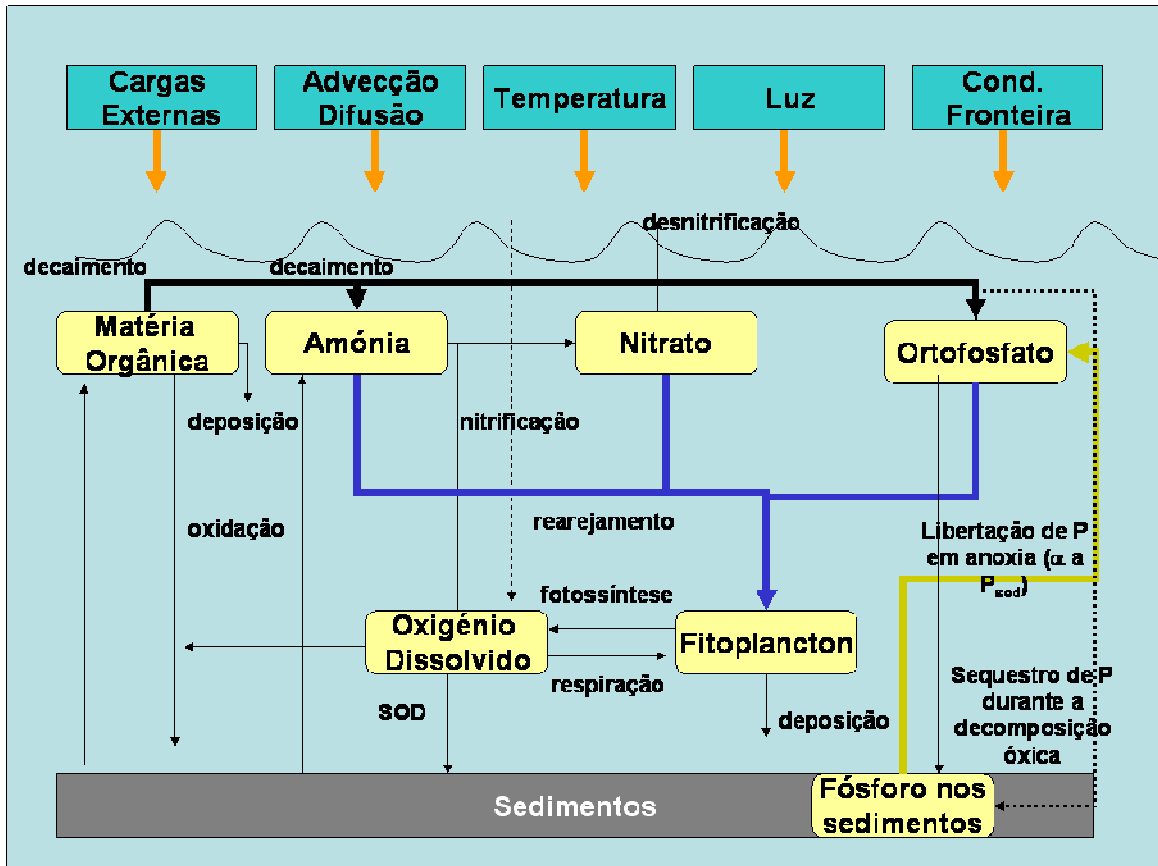 Cargas
Externas
Advecção
Difusão
Temperatura
Luz
Cond.
Fronteira
desnitrificação
decaimento
decaimento
Matéria
Orgânica
Amónia
Nitrato
Ortofosfato
deposição
nitrificação
oxidação
rearejamento
Libertação de P
em anoxia (α a
Psod)
fotossíntese
Oxigénio
Dissolvido
Fitoplancton
respiração
SOD
deposição
Sequestro de P
durante a
decomposição
óxica
Sedimentos
Fósforo nos
sedimentos